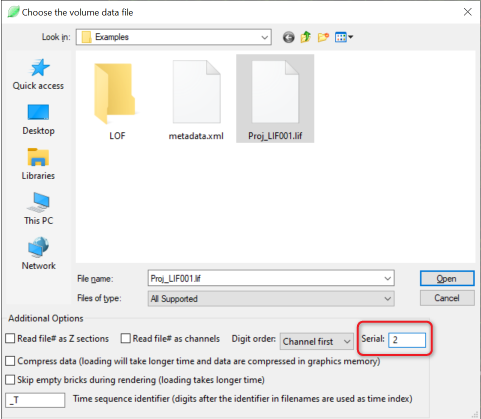 Choose the volume data file
Look in: Examples
Quick access
Desktop
Libraries
This PC
Network
LOF
metadata.xml
Proj_LIF001.lif
File name: Proj_LIF001.lif Open
Files of type: All Supported Cancel
Additional Options
Read file# as Z sections Read file# as channels Digit order: Channel first Serial: 2
Compress data (loading will take longer time and data are compressed in graphics memory)
Skip empty bricks during rendering (loading takes longer time)
_T Time sequence identifier (digits after the identifier in filenames are used as time index)